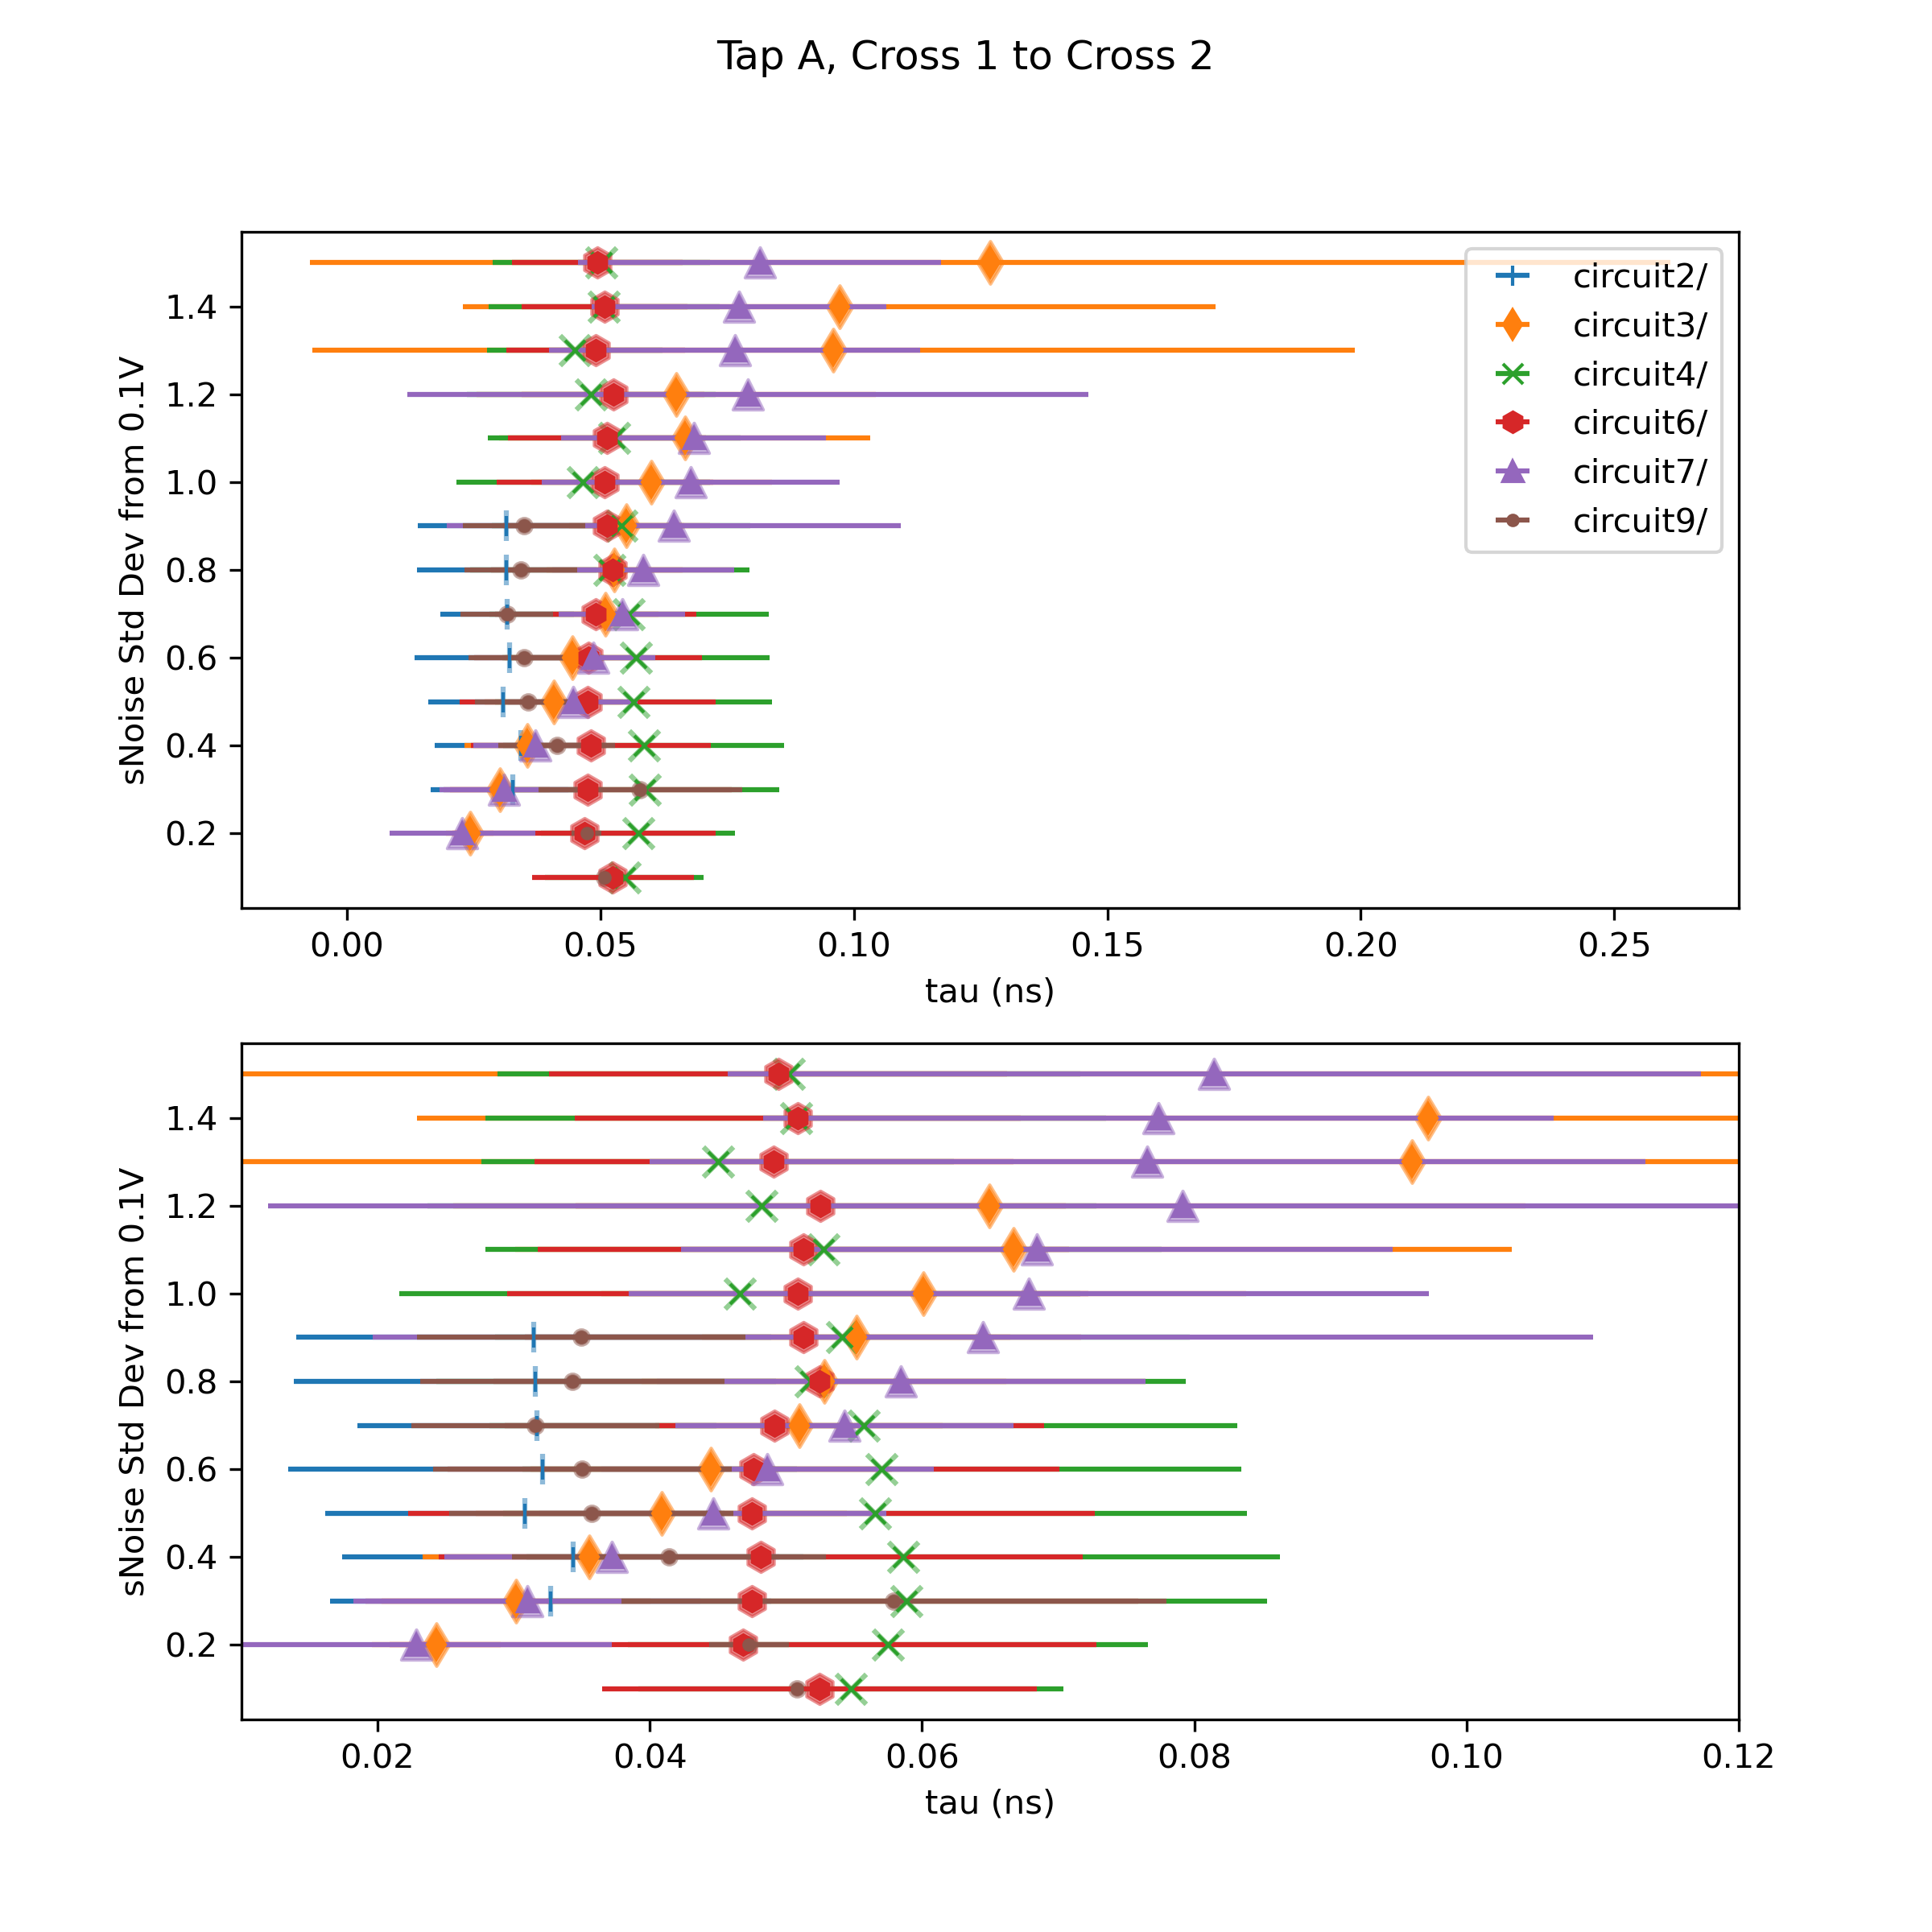 Tap A, Cross 1 to Cross 2
sNoise Std Dev from 0.1V
1.4
1.2
1.0
0.8
0.6
0.4
0.2
circuit2/
circuit3/
circuit4/
circuit6/
circuit7/
circuit9/
0.00 0.05 0.10 0.15 0.20 0.25
tau (ns)
sNoise Std Dev from 0.1V
1.4
1.2
1.0
0.8
0.6
0.4
0.2
0.02 0.04 0.06 0.08 0.10 0.12
tau (ns)